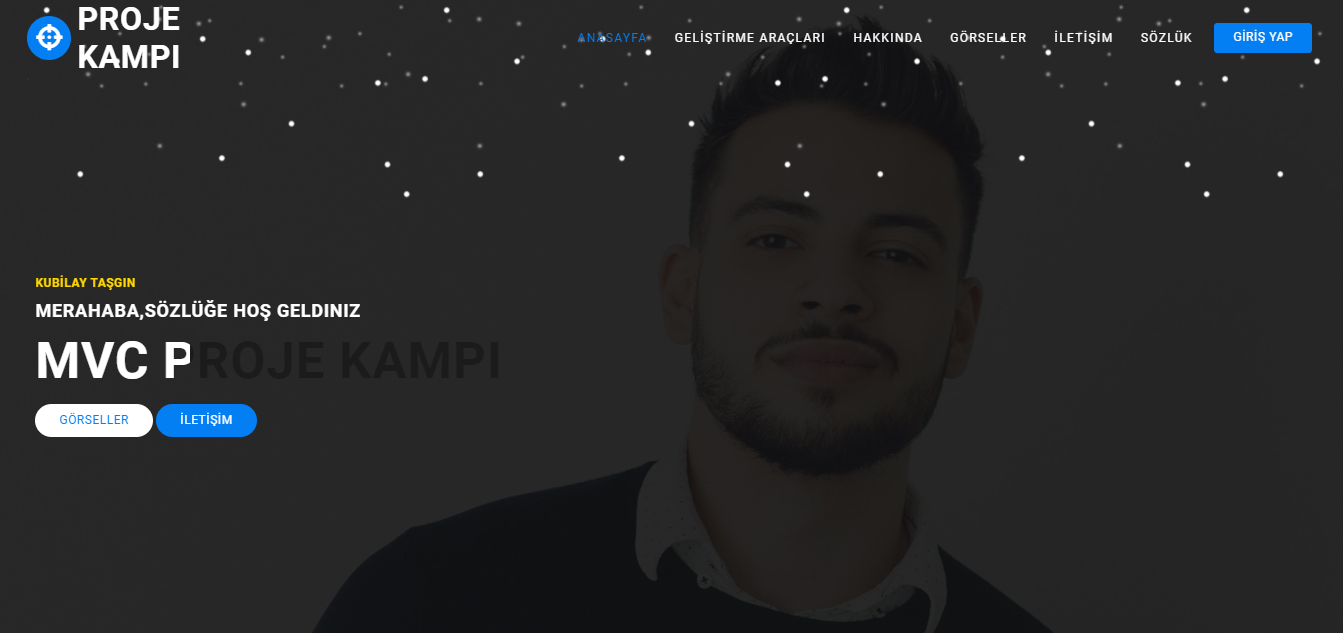 PROJE
KAMPI
ANASAYFA GELİŞTİRME ARAÇLARI HAKKINDA GÖRSELLER İLETİŞİM SÖZLÜK GİRİŞ YAP
KUBİLAY TAŞGIN
MERAHABA,SÖZLÜĞE HOŞ GELDINIZ
MVC PROJE KAMPI
GÖRSELLER İLETİŞİM